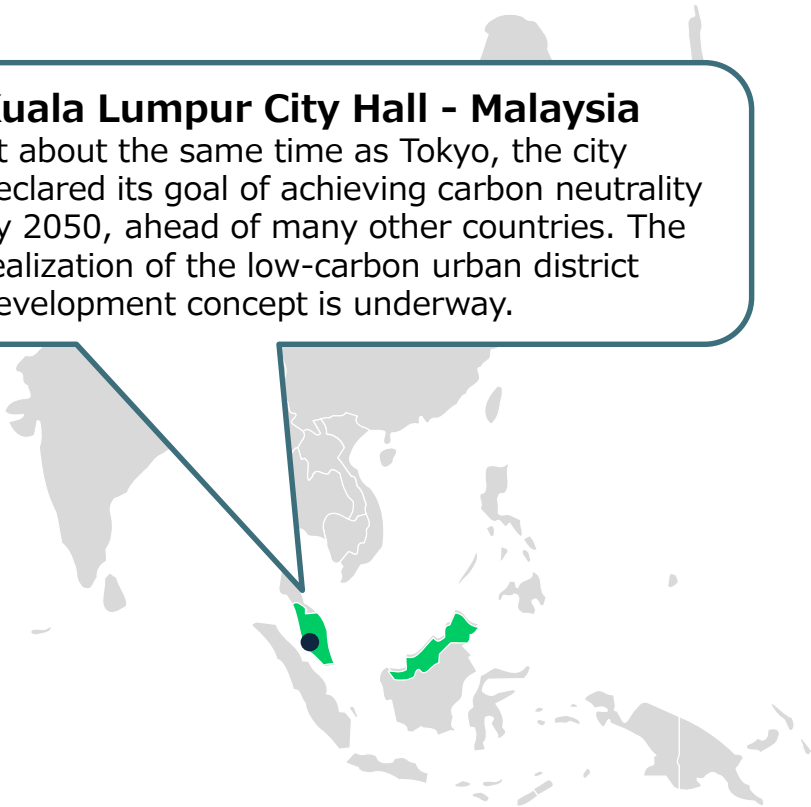 uala Lumpur City Hall - Malaysia
t about the same time as Tokyo, the city
eclared its goal of achieving carbon neutrality
y 2050, ahead of many other countries. The
ealization of the low-carbon urban district
evelopment concept is underway.